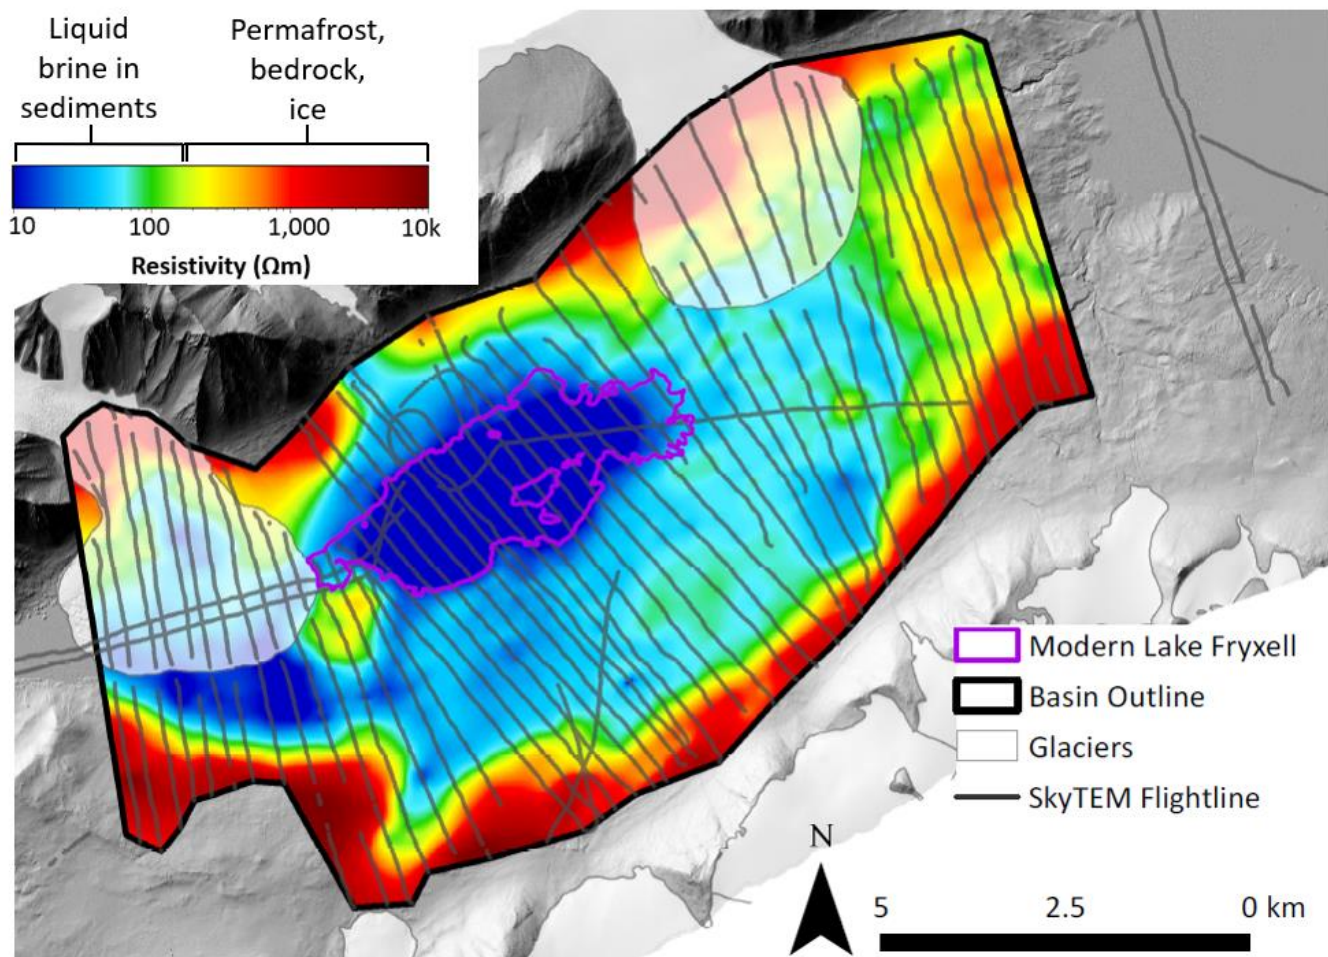 Liquid
brine in
sediments
Permafrost,
bedrock,
ice
10
100
1,000
10k
Resistivity (Ωm)
Modern Lake Fryxell
Basin Outline
Glaciers
SkyTEM Flightline
N
5
2.5
0 km